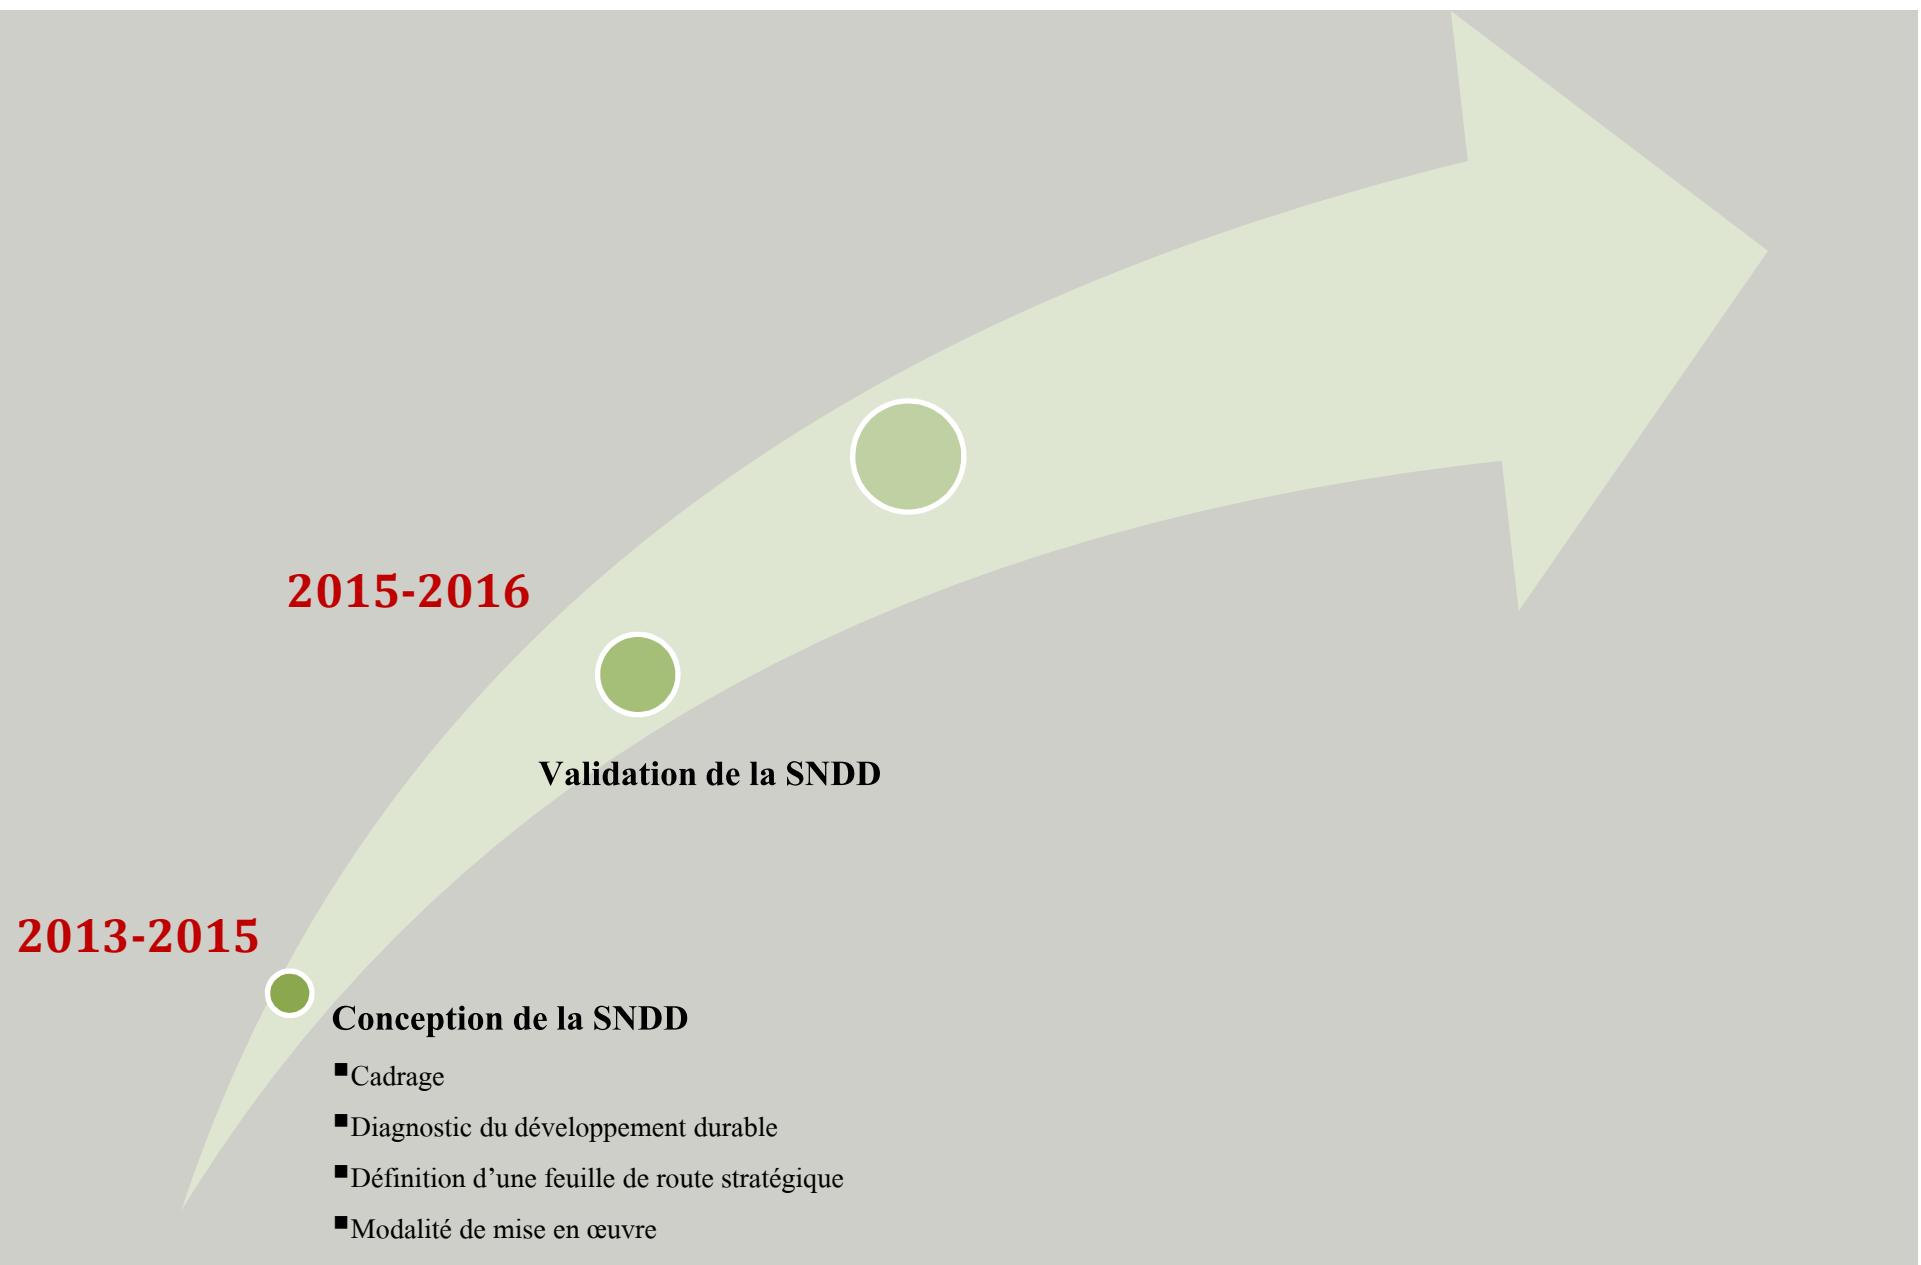 2015-2016
Validation de la SNDD
2013-2015
Conception de la SNDD
▪Cadrage
▪Diagnostic du développement durable
▪Définition d’une feuille de route stratégique
▪Modalité de mise en œuvre